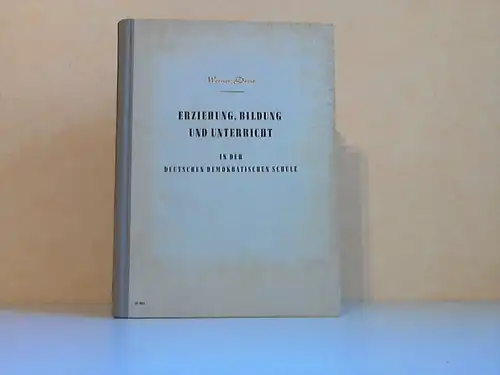 Werner Dorst
ERZIEHUNG, BILDUNG
UND UNTERRICHT
IN DER
DEUTSCHEN DEMOKRATISCHEN SCHULE